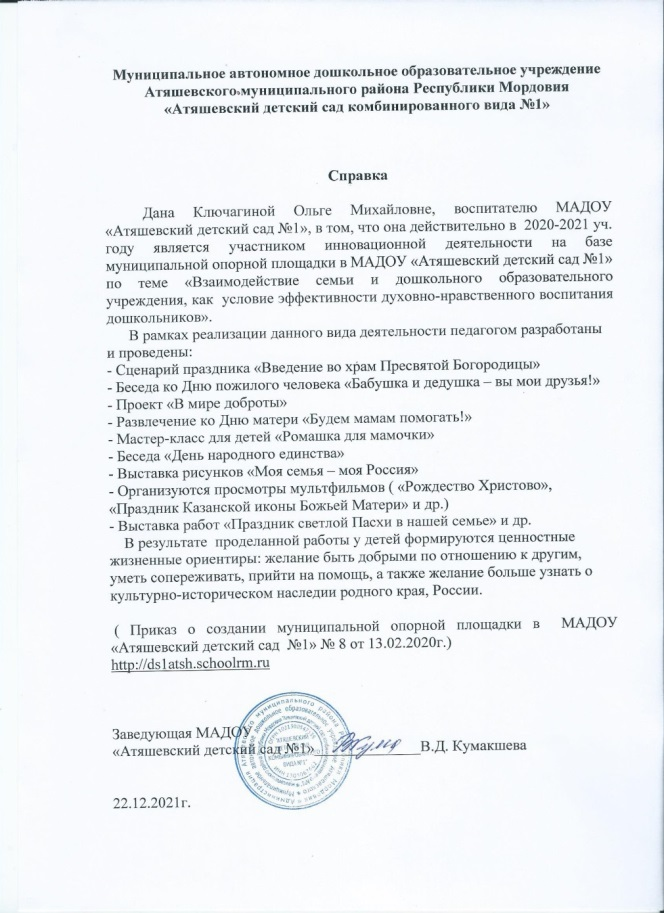 Муниципальное автономное дошкольное образовательное учреждение
Атяшевского муниципального района Республики Мордовия
«Атяшевский детский сад комбинированного вида №1»
Справка
Дана Ключагиной Ольге Михайловне, воспитателю МАДОУ
«Атяшевский детский сад №1», в том, что она действительно в 2020-2021 уч.
году является участником инновационной деятельности на базе
муниципальной опорной площадки в МАДОУ «Атяшевский детский сад №1»
по теме «Взаимодействие семьи и дошкольного образовательного
учреждения, как условие эффективности духовно-нравственного воспитания
дошкольников».
В рамках реализации данного вида деятельности педагогом разработаны
и проведены:
- Сценарий праздника «Введение во храм Пресвятой Богородицы»
- Беседа ко Дню пожилого человека «Бабушка и дедушка – вы мои друзья!»
- Проект «В мире доброты»
- Развлечение ко Дню матери «Будем мамам помогать!»
- Мастер-класс для детей «Ромашка для мамочки»
- Беседа «День народного единства»
- Выставка рисунков «Моя семья – моя Россия»
- Организуются просмотры мультфильмов ( «Рождество Христово»,
«Праздник Казанской иконы Божьей Матери» и др.)
- Выставка работ «Праздник светлой Пасхи в нашей семье» и др.
В результате проделанной работы у детей формируются ценностные
жизненные ориентиры: желание быть добрыми по отношению к другим,
уметь сопереживать, прийти на помощь, а также желание больше узнать о
культурно-историческом наследии родного края, России.
( Приказ о создании муниципальной опорной площадки в МАДОУ
«Атяшевский детский сад №1» № 8 от 13.02.2020г.)
http://ds1atsh.schoolrm.ru
Заведующая МАДОУ
«Атяшевский детский сад №1» В.Д. Кумакшева
22.12.2021г.